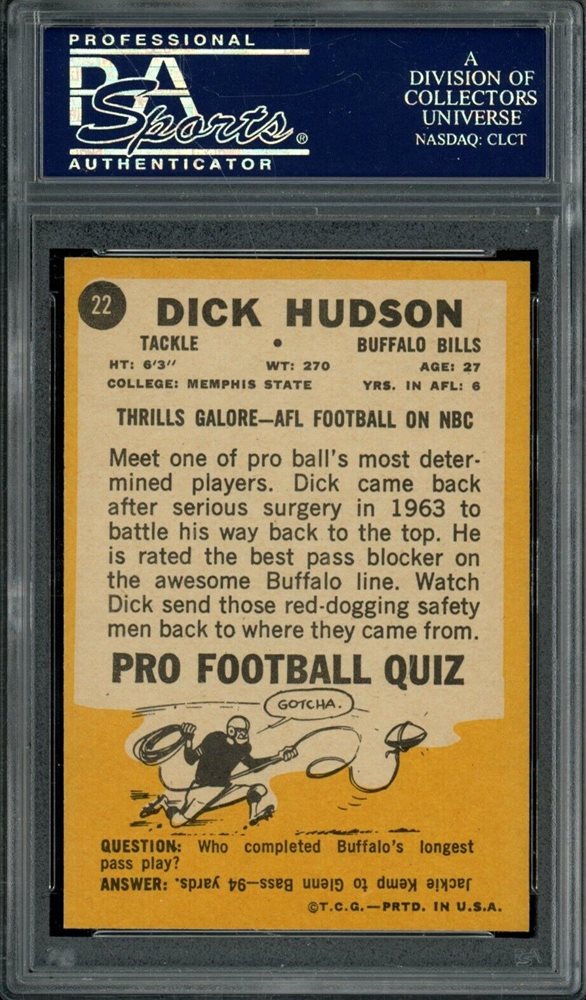 PROFESSIONAL
PSA
Sports®
AUTHENTICATOR
A
DIVISION OF
COLLECTORS
UNIVERSE
NASDAQ: CLCT
22
DICK HUDSON
TACKLE • BUFFALO BILLS
HT: 6'3" WT: 270 AGE: 27
COLLEGE: MEMPHIS STATE YRS. IN AFL: 6
THRILLS GALORE—AFL FOOTBALL ON NBC
Meet one of pro ball's most deter-
mined players. Dick came back
after serious surgery in 1963 to
battle his way back to the top. He
is rated the best pass blocker on
the awesome Buffalo line. Watch
Dick send those red-dogging safety
men back to where they came from.
PRO FOOTBALL QUIZ
GOTCHA.
QUESTION: Who completed Buffalo's longest
pass play?
ANSWER: Jackie Kemp to Glenn Bass—94 yards.
©T.C.G.—PRTD. IN U.S.A.